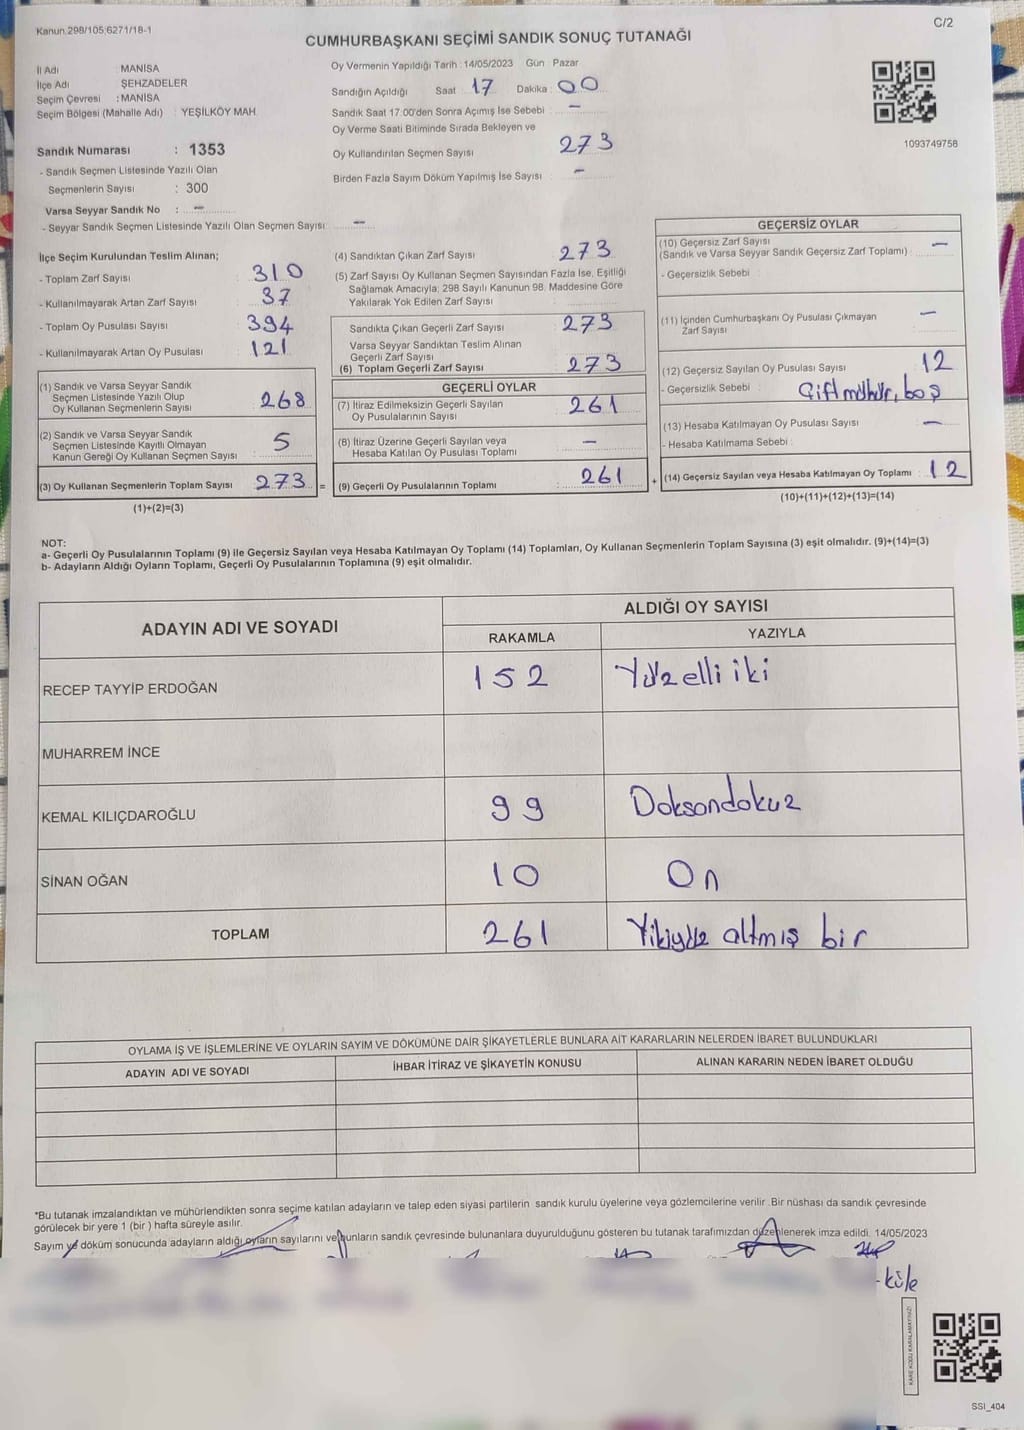 Kanun.298/105;6271/18-1
C/2
CUMHURBAŞKANI SEÇİMİ SANDIK SONUÇ TUTANAĞI
İl Adı : MANİSA
İlçe Adı : ŞEHZADELER
Seçim Çevresi : MANİSA
Seçim Bölgesi (Mahalle Adı) : YEŞİLKÖY MAH.
Sandık Numarası : 1353
- Sandık Seçmen Listesinde Yazılı Olan
Seçmenlerin Sayısı : 300
Varsa Seyyar Sandık No : -
- Seyyar Sandık Seçmen Listesinde Yazılı Olan Seçmen Sayısı: -
Oy Vermenin Yapıldığı Tarih : 14/05/2023 Gün Pazar
Sandığın Açıldığı Saat : 17 Dakika : 00
Sandık Saat 17:00'den Sonra Açımış İse Sebebi : -
Oy Verme Saati Bitiminde Sırada Bekleyen ve
Oy Kullandırılan Seçmen Sayısı : 273
Birden Fazla Sayım Döküm Yapılmış İse Sayısı : -
1093749758
İlçe Seçim Kurulundan Teslim Alınan;
- Toplam Zarf Sayısı : 310
- Kullanılmayarak Artan Zarf Sayısı : 37
- Toplam Oy Pusulası Sayısı : 394
- Kullanılmayarak Artan Oy Pusulası : 121
(1) Sandık ve Varsa Seyyar Sandık
Seçmen Listesinde Yazılı Olup
Oy Kullanan Seçmenlerin Sayısı : 268
(2) Sandık ve Varsa Seyyar Sandık
Seçmen Listesinde Kayıtlı Olmayan
Kanun Gereği Oy Kullanan Seçmen Sayısı : 5
(3) Oy Kullanan Seçmenlerin Toplam Sayısı : 273 =
(1)+(2)=(3)
(4) Sandıktan Çıkan Zarf Sayısı : 273
(5) Zarf Sayısı Oy Kullanan Seçmen Sayısından Fazla İse, Eşitliği
Sağlamak Amacıyla; 298 Sayılı Kanunun 98. Maddesine Göre
Yakılarak Yok Edilen Zarf Sayısı :
Sandıkta Çıkan Geçerli Zarf Sayısı : 273
Varsa Seyyar Sandıktan Teslim Alınan
Geçerli Zarf Sayısı :
(6) Toplam Geçerli Zarf Sayısı : 273
GEÇERLİ OYLAR
(7) İtiraz Edilmeksizin Geçerli Sayılan
Oy Pusulalarının Sayısı : 261
(8) İtiraz Üzerine Geçerli Sayılan veya
Hesaba Katılan Oy Pusulası Toplamı : -
(9) Geçerli Oy Pusulalarının Toplamı : 261 +
GEÇERSİZ OYLAR
(10) Geçersiz Zarf Sayısı
(Sandık ve Varsa Seyyar Sandık Geçersiz Zarf Toplamı) : -
- Geçersizlik Sebebi :
(11) İçinden Cumhurbaşkanı Oy Pusulası Çıkmayan
Zarf Sayısı : -
(12) Geçersiz Sayılan Oy Pusulası Sayısı : 12
- Geçersizlik Sebebi : Çift mühür, boş
(13) Hesaba Katılmayan Oy Pusulası Sayısı : -
- Hesaba Katılmama Sebebi :
(14) Geçersiz Sayılan veya Hesaba Katılmayan Oy Toplamı : 12
(10)+(11)+(12)+(13)=(14)
NOT:
a- Geçerli Oy Pusulalarının Toplamı (9) ile Geçersiz Sayılan veya Hesaba Katılmayan Oy Toplamı (14) Toplamları, Oy Kullanan Seçmenlerin Toplam Sayısına (3) eşit olmalıdır. (9)+(14)=(3)
b- Adayların Aldığı Oyların Toplamı, Geçerli Oy Pusulalarının Toplamına (9) eşit olmalıdır.
ADAYIN ADI VE SOYADI ALDIĞI OY SAYISI
RAKAMLA YAZIYLA
RECEP TAYYİP ERDOĞAN 152 Yüzelli iki
MUHARREM İNCE
KEMAL KILIÇDAROĞLU 99 Doksandokuz
SİNAN OĞAN 10 On
TOPLAM 261 Yikiyüz altmış bir
OYLAMA İŞ VE İŞLEMLERİNE VE OYLARIN SAYIM VE DÖKÜMÜNE DAİR ŞİKAYETLERLE BUNLARA AİT KARARLARIN NELERDEN İBARET BULUNDUKLARI
ADAYIN ADI VE SOYADI İHBAR İTİRAZ VE ŞİKAYETİN KONUSU ALINAN KARARIN NEDEN İBARET OLDUĞU
*Bu tutanak imzalandıktan ve mühürlendikten sonra seçime katılan adayların ve talep eden siyasi partilerin sandık kurulu üyelerine veya gözlemcilerine verilir .Bir nüshası da sandık çevresinde
görülecek bir yere 1 (bir ) hafta süreyle asılır.
Sayım ve döküm sonucunda adayların aldığı oyların sayılarını ve bunların sandık çevresinde bulunanlara duyurulduğunu gösteren bu tutanak tarafımızdan düzenlenerek imza edildi. 14/05/2023
KARE KODU KARALAMAYINIZ!
SSI_404